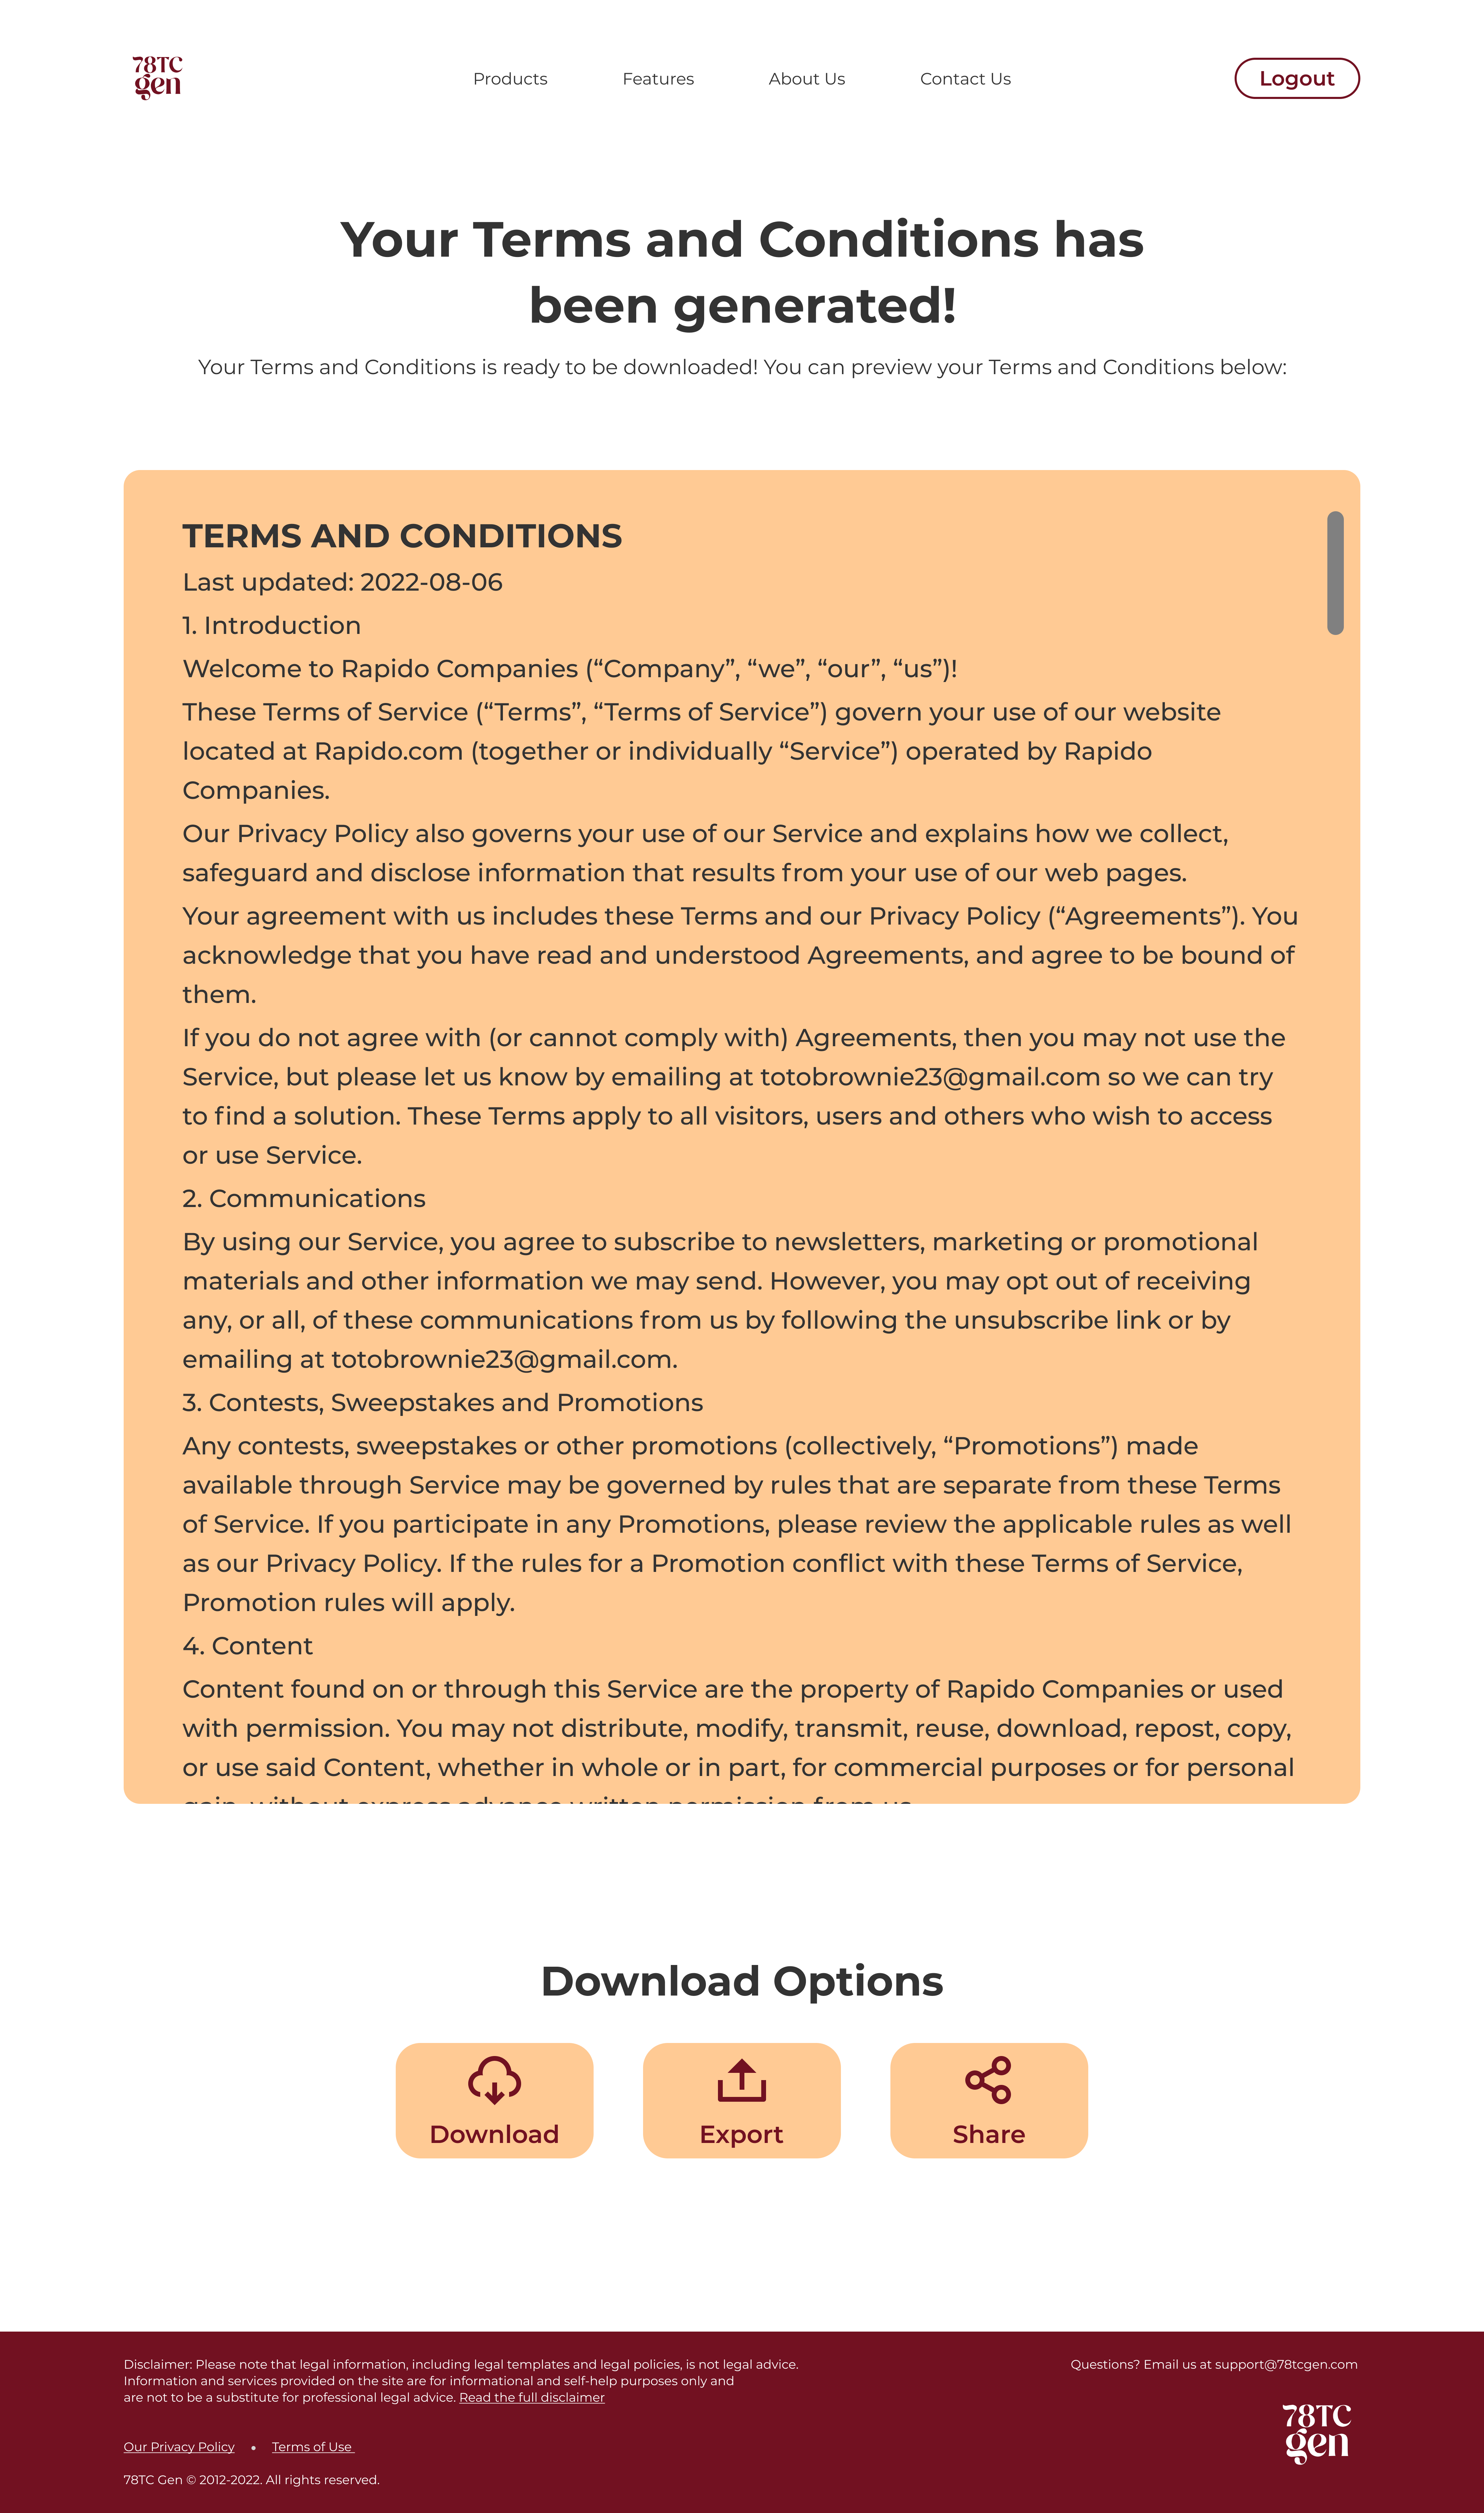 78TC
gen
Products
Features
About Us
Contact Us
Logout
Your Terms and Conditions has
been generated!
Your Terms and Conditions is ready to be downloaded! You can preview your Terms and Conditions below:
TERMS AND CONDITIONS
Last updated: 2022-08-06
1. Introduction
Welcome to Rapido Companies (“Company”, “we”, “our”, “us”)!
These Terms of Service (“Terms”, “Terms of Service”) govern your use of our website
located at Rapido.com (together or individually “Service”) operated by Rapido
Companies.
Our Privacy Policy also governs your use of our Service and explains how we collect,
safeguard and disclose information that results from your use of our web pages.
Your agreement with us includes these Terms and our Privacy Policy (“Agreements”). You
acknowledge that you have read and understood Agreements, and agree to be bound of
them.
If you do not agree with (or cannot comply with) Agreements, then you may not use the
Service, but please let us know by emailing at totobrownie23@gmail.com so we can try
to find a solution. These Terms apply to all visitors, users and others who wish to access
or use Service.
2. Communications
By using our Service, you agree to subscribe to newsletters, marketing or promotional
materials and other information we may send. However, you may opt out of receiving
any, or all, of these communications from us by following the unsubscribe link or by
emailing at totobrownie23@gmail.com.
3. Contests, Sweepstakes and Promotions
Any contests, sweepstakes or other promotions (collectively, “Promotions”) made
available through Service may be governed by rules that are separate from these Terms
of Service. If you participate in any Promotions, please review the applicable rules as well
as our Privacy Policy. If the rules for a Promotion conflict with these Terms of Service,
Promotion rules will apply.
4. Content
Content found on or through this Service are the property of Rapido Companies or used
with permission. You may not distribute, modify, transmit, reuse, download, repost, copy,
or use said Content, whether in whole or in part, for commercial purposes or for personal
gain, without express advance written permission from us.
Download Options
Download
Export
Share
Disclaimer: Please note that legal information, including legal templates and legal policies, is not legal advice.
Information and services provided on the site are for informational and self-help purposes only and
are not to be a substitute for professional legal advice. Read the full disclaimer
Questions? Email us at support@78tcgen.com
78TC
gen
Our Privacy Policy • Terms of Use
78TC Gen © 2012-2022. All rights reserved.